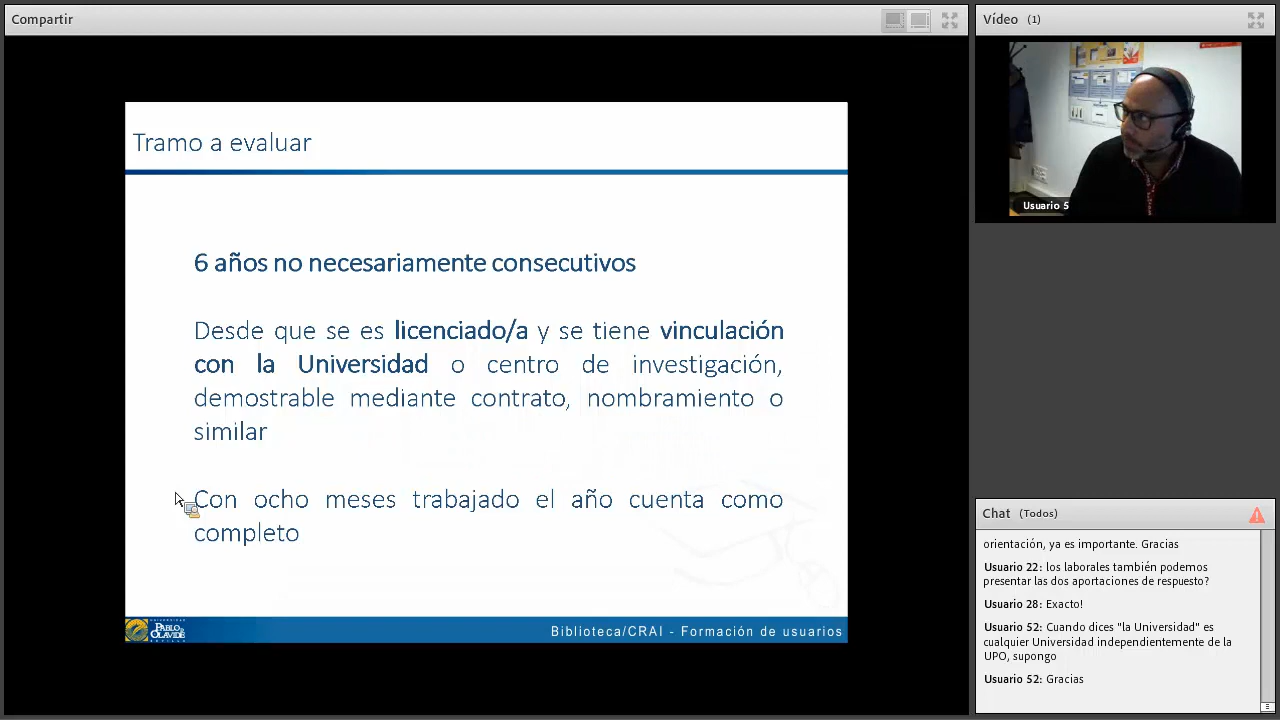 Compartir
Tramo a evaluar
6 años no necesariamente consecutivos
Desde que se es licenciado/a y se tiene vinculación
con la Universidad o centro de investigación,
demostrable mediante contrato, nombramiento o
similar
Con ocho meses trabajado el año cuenta como
completo
PABLO DE
OLAVIDE
Biblioteca/CRAI - Formación de usuarios
Vídeo (1)
Usuario 5
Chat (Todos)
orientación, ya es importante. Gracias
Usuario 22: los laborales también podemos
presentar las dos aportaciones de respuesto?
Usuario 28: Exacto!
Usuario 52: Cuando dices "la Universidad" es
cualquier Universidad independientemente de la
UPO, supongo
Usuario 52: Gracias